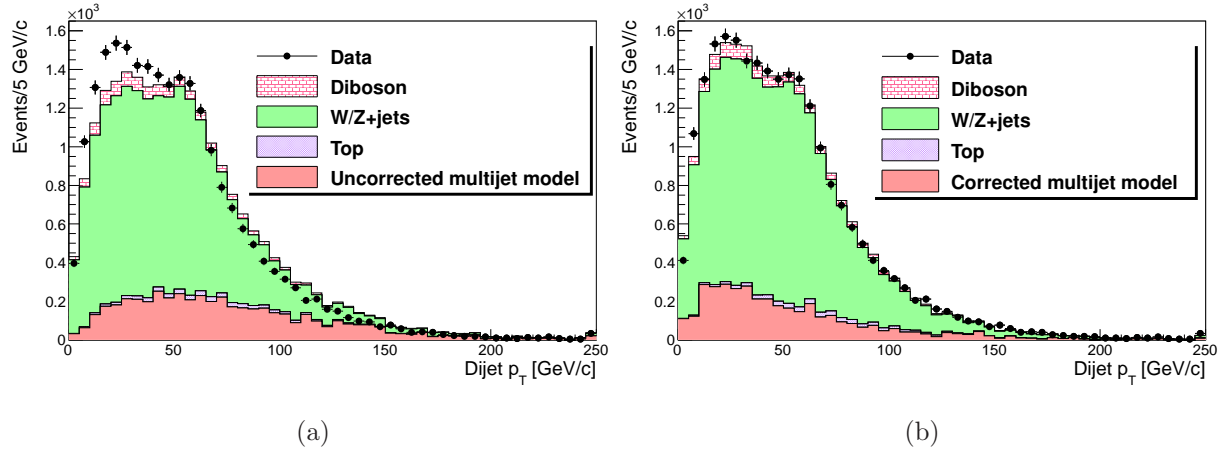 ×10³
Events/5 GeV/c
1.6
1.4
1.2
1
0.8
0.6
0.4
0.2
0
Data
Diboson
W/Z+jets
Top
Uncorrected multijet model
0 50 100 150 200 250
Dijet p_T [GeV/c]
(a)
×10³
Events/5 GeV/c
1.6
1.4
1.2
1
0.8
0.6
0.4
0.2
0
Data
Diboson
W/Z+jets
Top
Corrected multijet model
0 50 100 150 200 250
Dijet p_T [GeV/c]
(b)